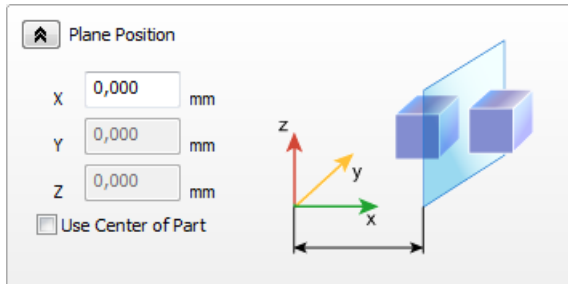 Plane Position
X 0,000 mm
Y 0,000 mm
Z 0,000 mm
Use Center of Part
z
y
x